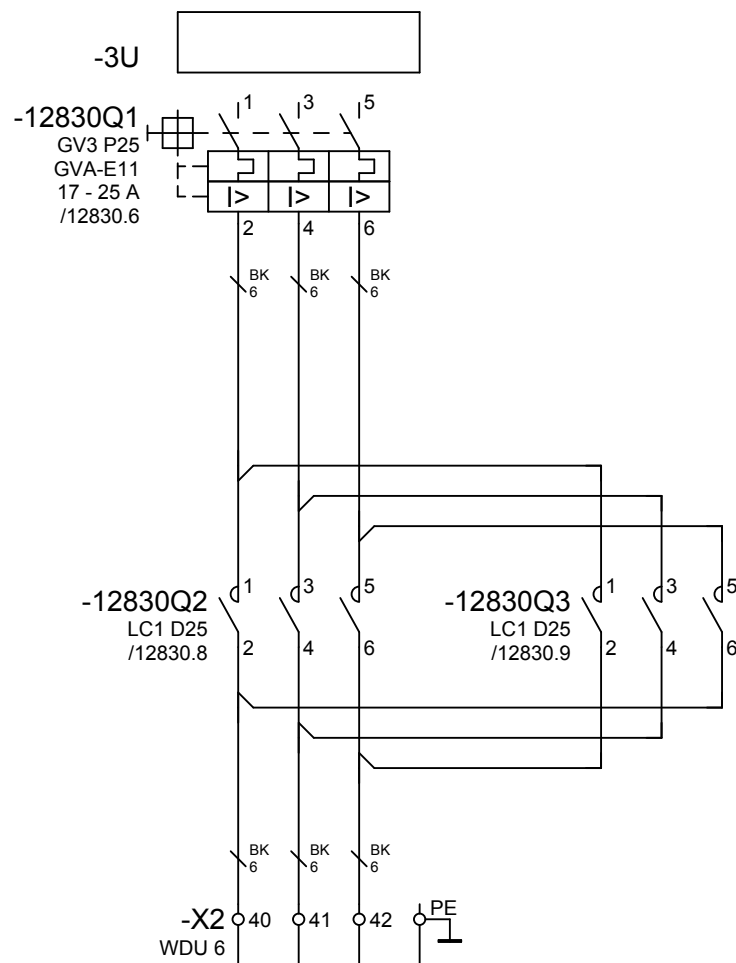 -3U
-12830Q1
GV3 P25
GVA-E11
17 - 25 A
/12830.6
1 3 5
I> I> I>
2 4 6
BK BK BK
6 6 6
-12830Q2
LC1 D25
/12830.8
1 3 5
2 4 6
-12830Q3
LC1 D25
/12830.9
1 3 5
2 4 6
BK BK BK
6 6 6
-X2 40 41 42 PE
WDU 6